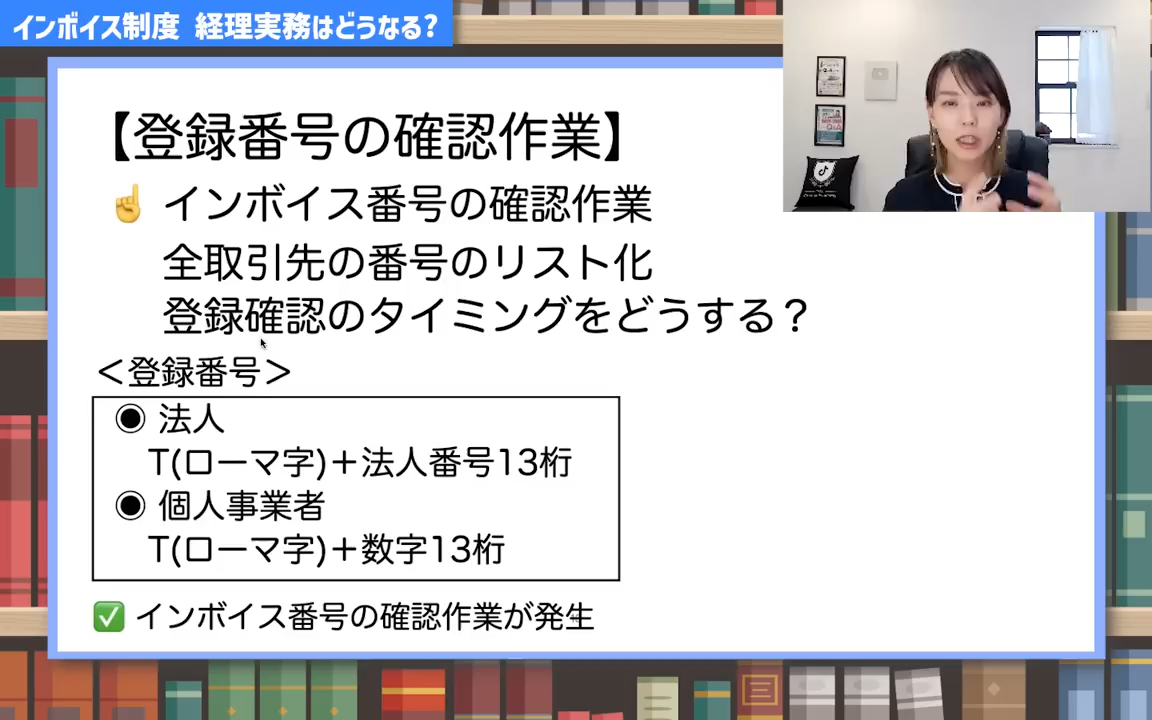 インボイス制度 経理実務はどうなる?
【登録番号の確認作業】
☝ インボイス番号の確認作業
全取引先の番号のリスト化
登録確認のタイミングをどうする？
＜登録番号＞
◉ 法人
T(ローマ字)＋法人番号13桁
◉ 個人事業者
T(ローマ字)＋数字13桁
✅ インボイス番号の確認作業が発生